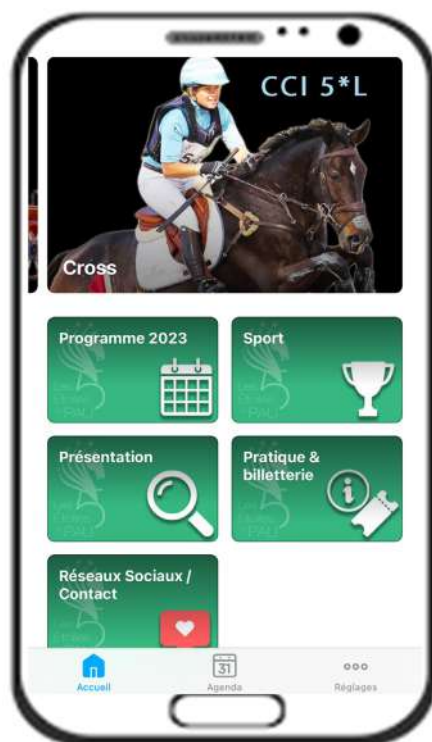 CCI 5*L
Cross
Programme 2023
Sport
Présentation
Pratique &
billetterie
Réseaux Sociaux /
Contact
31
Accueil
Agenda
Réglages